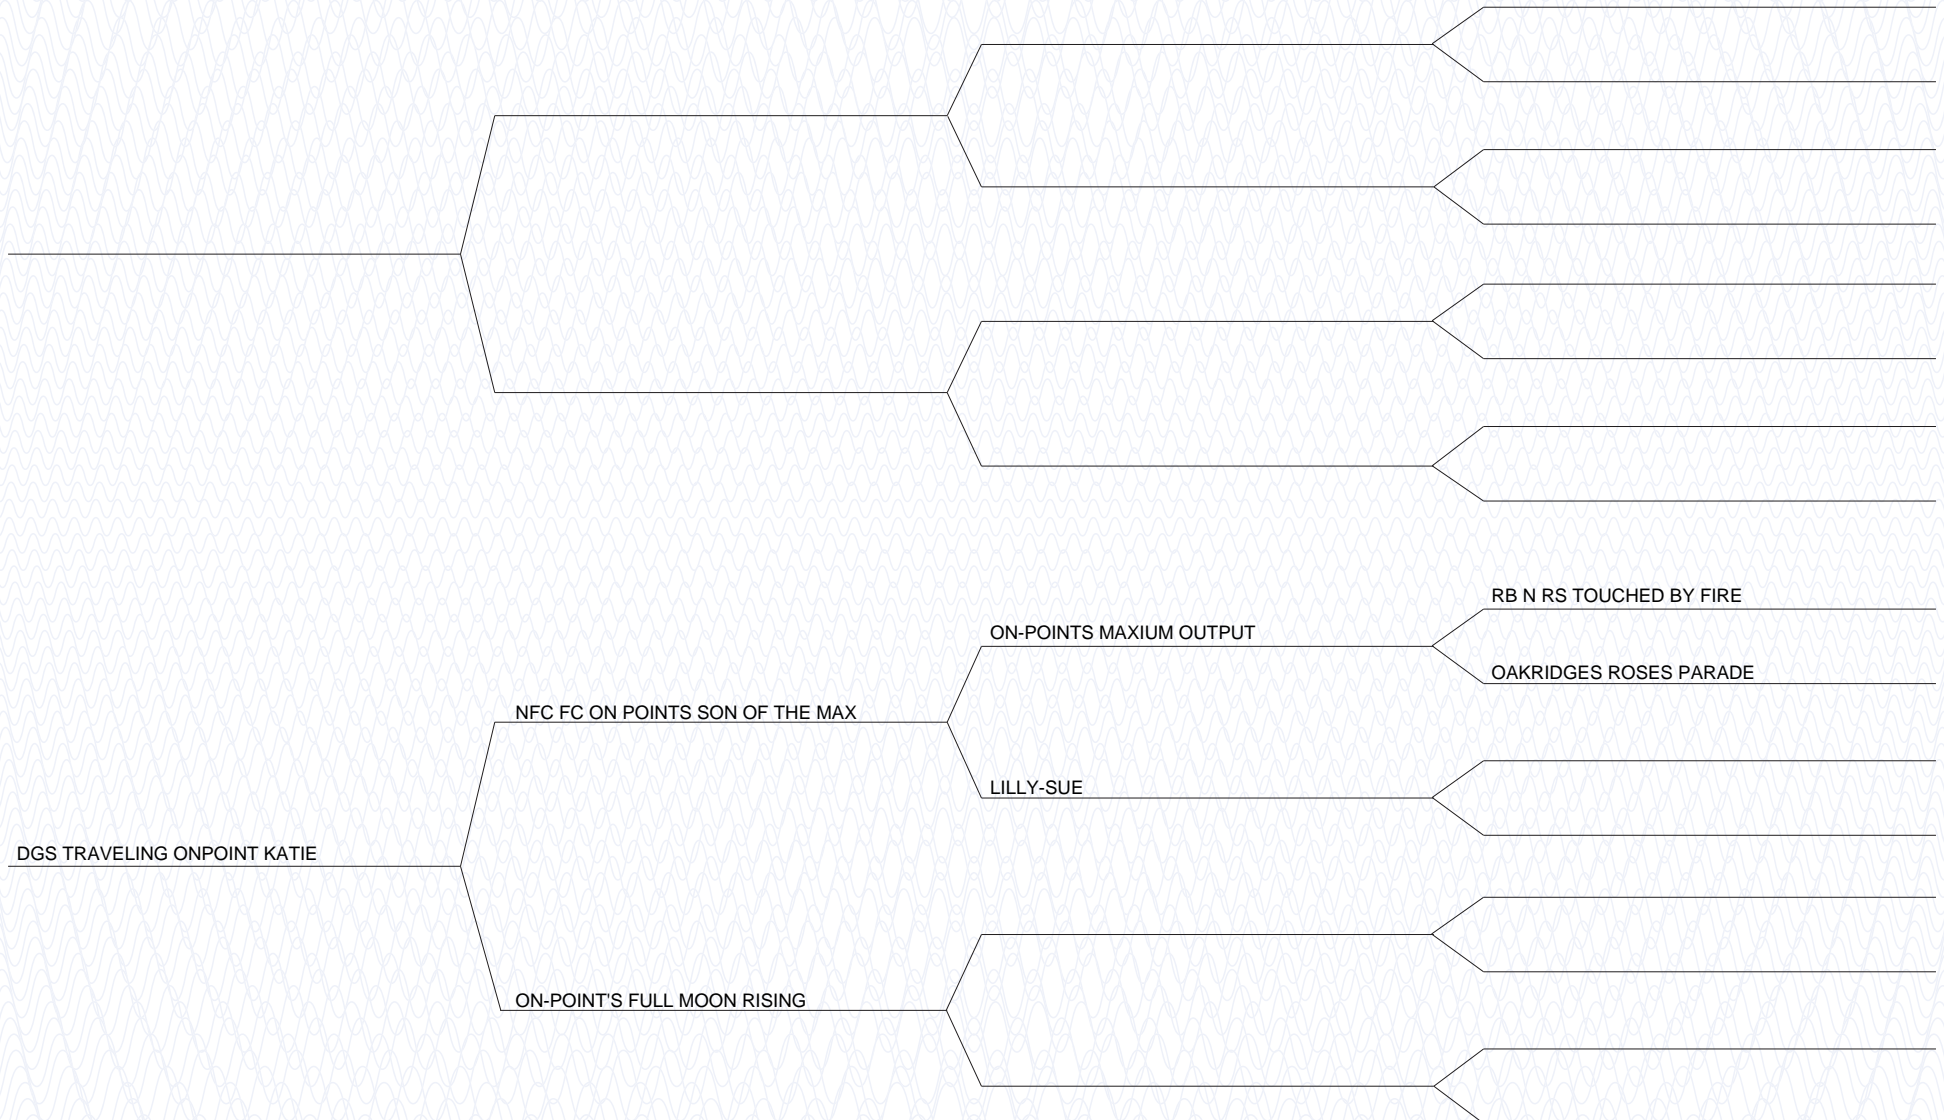 RB N RS TOUCHED BY FIRE
ON-POINTS MAXIUM OUTPUT
OAKRIDGES ROSES PARADE
NFC FC ON POINTS SON OF THE MAX
LILLY-SUE
DGS TRAVELING ONPOINT KATIE
ON-POINT'S FULL MOON RISING